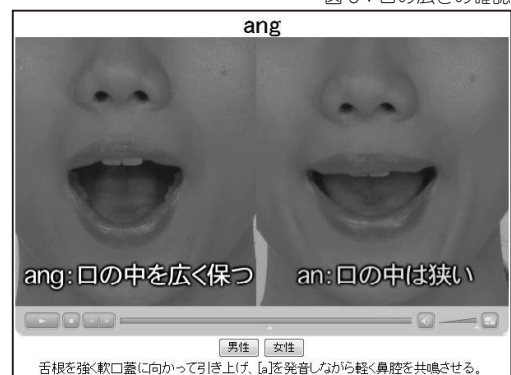 ang
ang:口の中を広く保つ
an:口の中は狭い
男性 女性
舌根を強く軟口蓋に向かって引き上げ、[a]を発音しながら軽く鼻腔を共鳴させる。